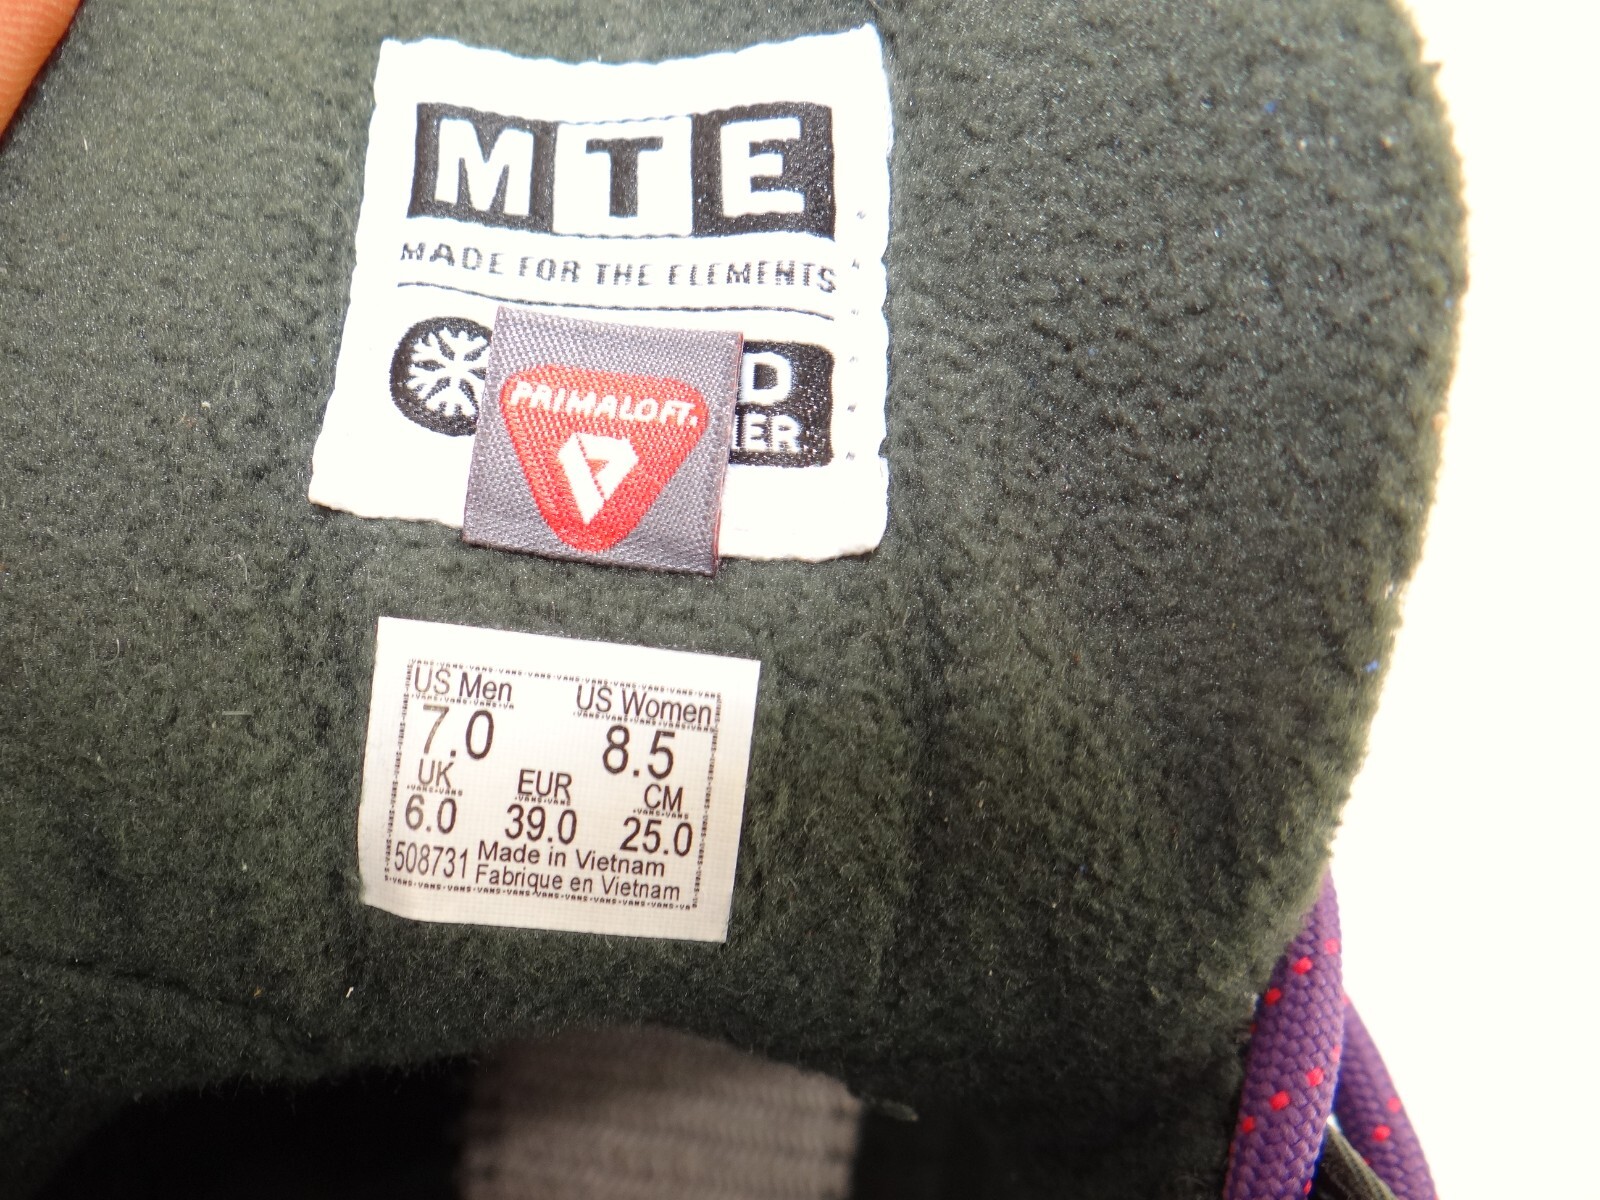 MTE
MADE FOR THE ELEMENTS
PRIMALOFT.
US Men US Women
7.0 8.5
UK EUR CM
6.0 39.0 25.0
508731 Made in Vietnam
Fabrique en Vietnam